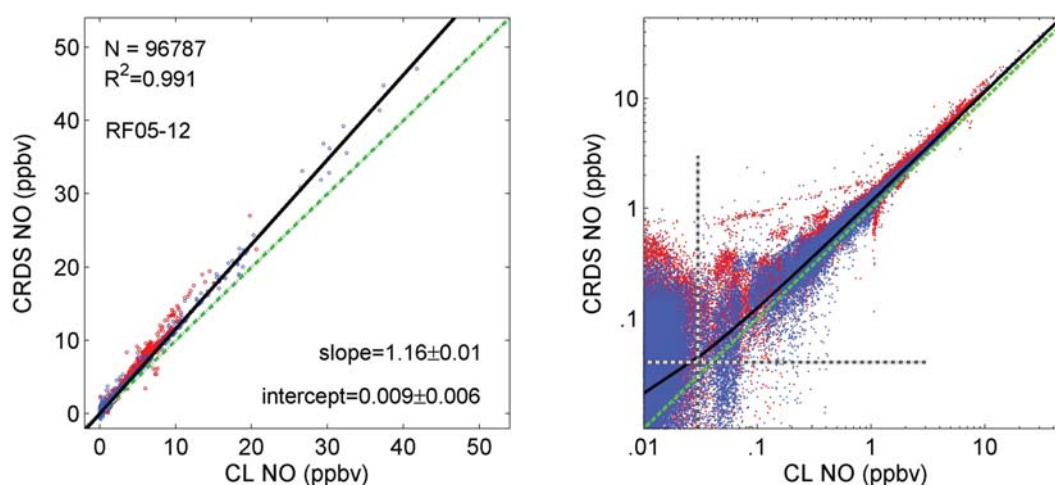 N = 96787
R²=0.991
RF05-12
slope=1.16±0.01
intercept=0.009±0.006
CRDS NO (ppbv)
50
40
30
20
10
0
0 10 20 30 40 50
CL NO (ppbv)
CRDS NO (ppbv)
10
1
.1
.01 .1 1 10
CL NO (ppbv)